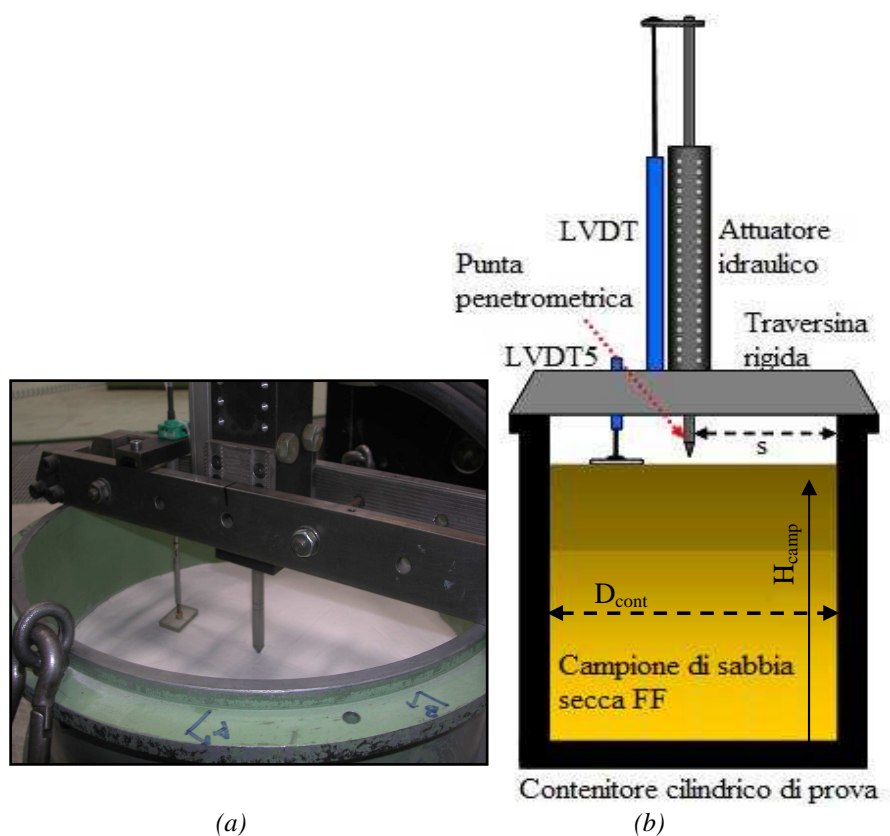 LVDT
Attuatore
idraulico
Punta
penetrometrica
LVDT5
Traversina
rigida
s
H_camp
D_cont
Campione di sabbia
secca FF
Contenitore cilindrico di prova
(a)
(b)